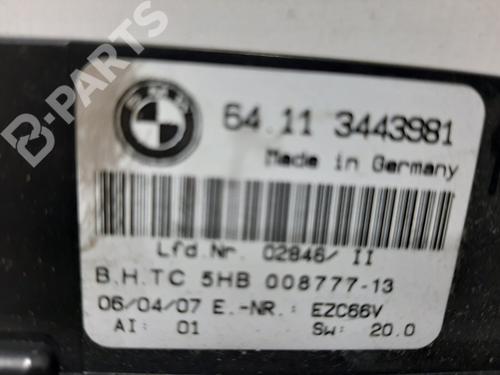 B-PARTS
BMW
64.11 3443981
Made in Germany
Lfd.Nr. 02846/ II
B.H.TC 5HB 008777-13
06/04/07 E.-NR.: EZC66V
AI: 01 Sw: 20.0